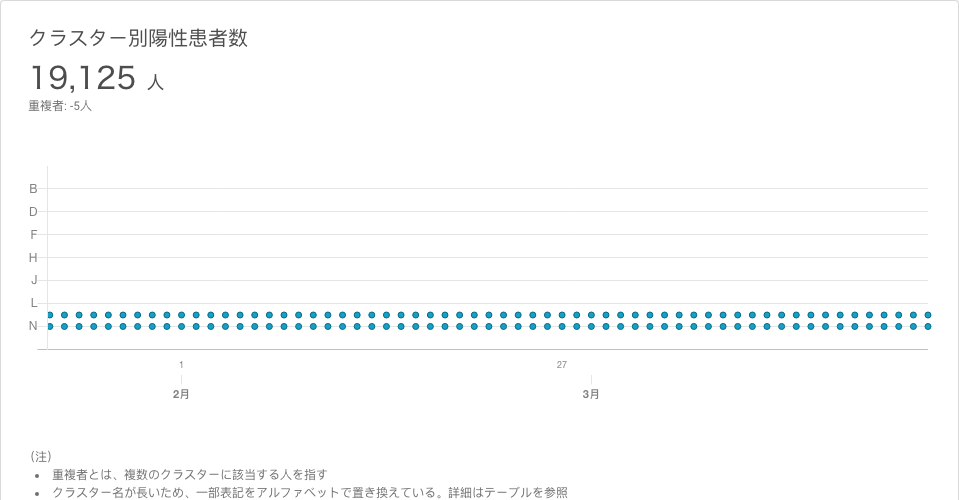 クラスター別陽性患者数
19,125 人
重複者: -5人
B
D
F
H
J
L
N
1 27
2月 3月
(注)
• 重複者とは、複数のクラスターに該当する人を指す
• クラスター名が長いため、一部表記をアルファベットで置き換えている。詳細はテーブルを参照